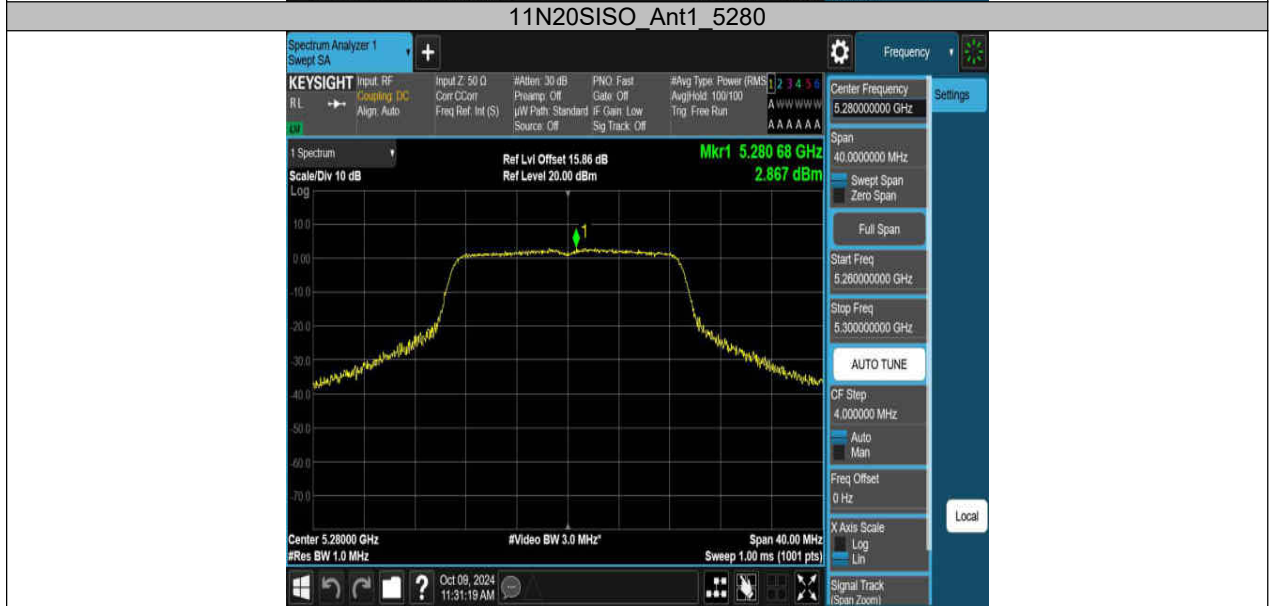 11N20SISO_Ant1_5280
Spectrum Analyzer 1
Swept SA
+
Frequency
KEYSIGHT
RL
Input: RF
Coupling: DC
Align: Auto
Input Z: 50 Ω
Corr CCorr
Freq Ref: Int (S)
#Atten: 30 dB
Preamp: Off
µW Path: Standard
Source: Off
PNO: Fast
Gate: Off
IF Gain: Low
Sig Track: Off
#Avg Type: Power (RMS
Avg|Hold: 100/100
Trig: Free Run
1 2 3 4 5 6
A W W W W W
A A A A A A
Center Frequency
5.280000000 GHz
Settings
1 Spectrum
Ref Lvl Offset 15.86 dB
Mkr1 5.280 68 GHz
Scale/Div 10 dB
Ref Level 20.00 dBm
2.867 dBm
Log
10.0
0.00
-10.0
-20.0
-30.0
-40.0
-50.0
-60.0
-70.0
1
Span
40.0000000 MHz
Swept Span
Zero Span
Full Span
Start Freq
5.260000000 GHz
Stop Freq
5.300000000 GHz
AUTO TUNE
CF Step
4.000000 MHz
Auto
Man
Freq Offset
0 Hz
X Axis Scale
Log
Lin
Local
Signal Track
(Span Zoom)
Center 5.28000 GHz
#Video BW 3.0 MHz*
Span 40.00 MHz
#Res BW 1.0 MHz
Sweep 1.00 ms (1001 pts)
?
Oct 09, 2024
11:31:19 AM